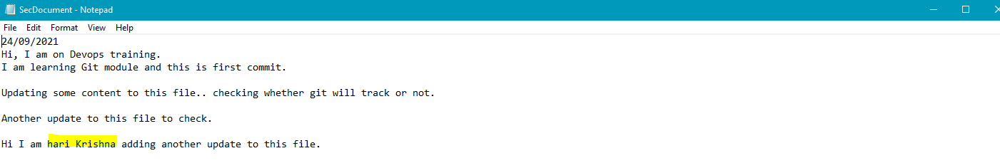 SecDocument - Notepad
File Edit Format View Help
24/09/2021
Hi, I am on Devops training.
I am learning Git module and this is first commit.
Updating some content to this file.. checking whether git will track or not.
Another update to this file to check.
Hi I am hari Krishna adding another update to this file.